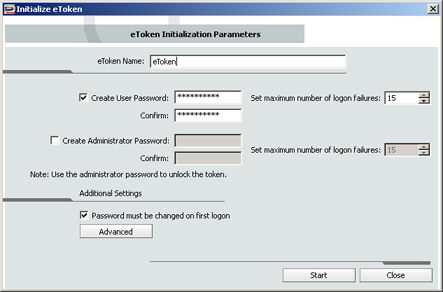 Initialize eToken
eToken Initialization Parameters
eToken Name: eToken
Create User Password: ********** Set maximum number of logon failures: 15
Confirm: **********
Create Administrator Password: Set maximum number of logon failures: 15
Confirm:
Note: Use the administrator password to unlock the token.
Additional Settings
Password must be changed on first logon
Advanced
Start Close